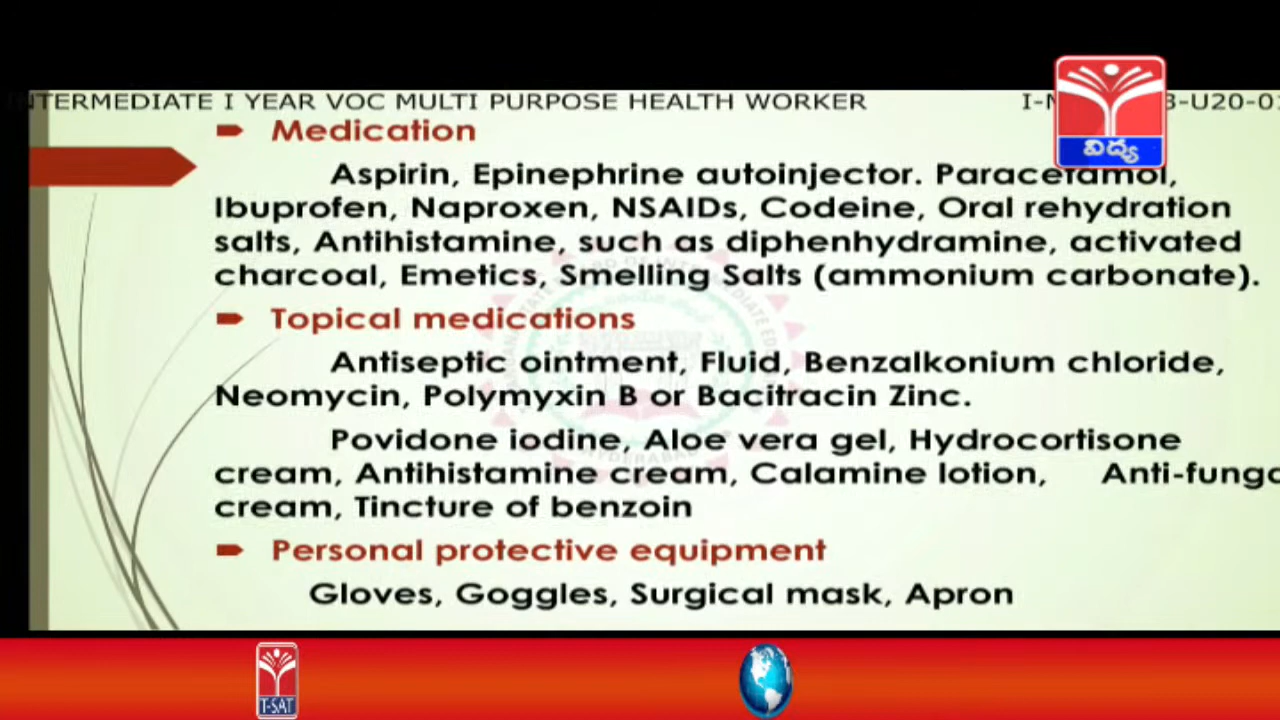 INTERMEDIATE I YEAR VOC MULTI PURPOSE HEALTH WORKER
విద్య
Medication
Aspirin, Epinephrine autoinjector. Paracetamol,
Ibuprofen, Naproxen, NSAIDs, Codeine, Oral rehydration
salts, Antihistamine, such as diphenhydramine, activated
charcoal, Emetics, Smelling Salts (ammonium carbonate).
Topical medications
Antiseptic ointment, Fluid, Benzalkonium chloride,
Neomycin, Polymyxin B or Bacitracin Zinc.
Povidone iodine, Aloe vera gel, Hydrocortisone
cream, Antihistamine cream, Calamine lotion,
cream, Tincture of benzoin
Personal protective equipment
Gloves, Goggles, Surgical mask, Apron
T-SAT